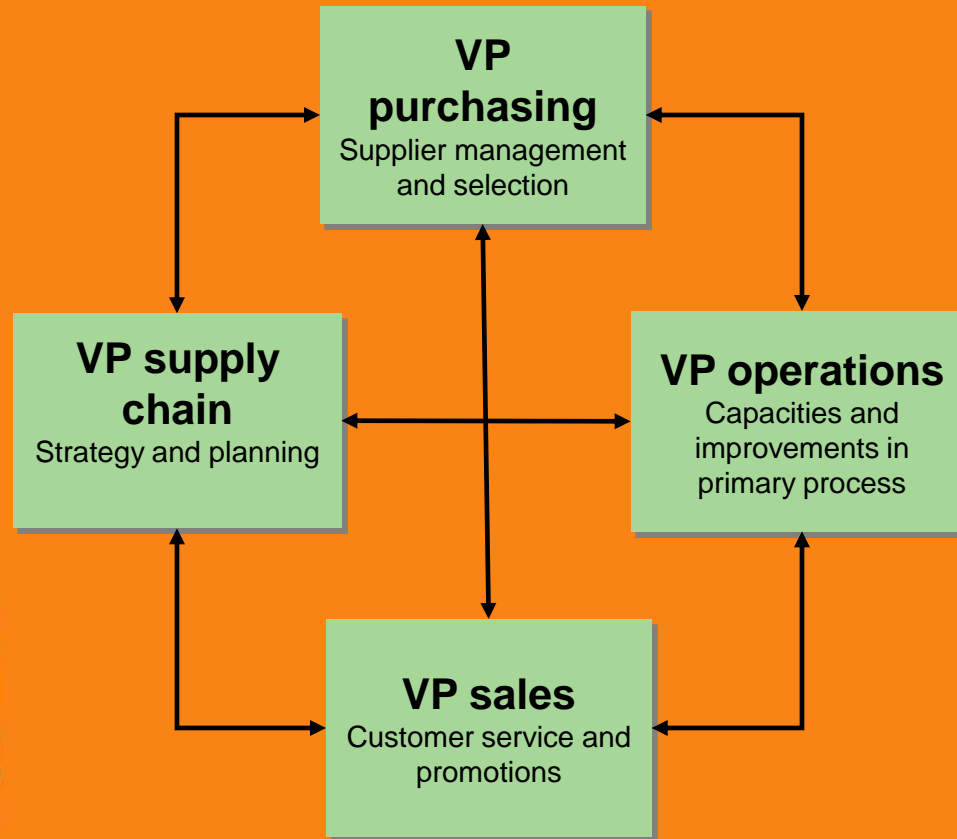 VP
purchasing
Supplier management
and selection
VP supply
chain
Strategy and planning
VP operations
Capacities and
improvements in
primary process
VP sales
Customer service and
promotions